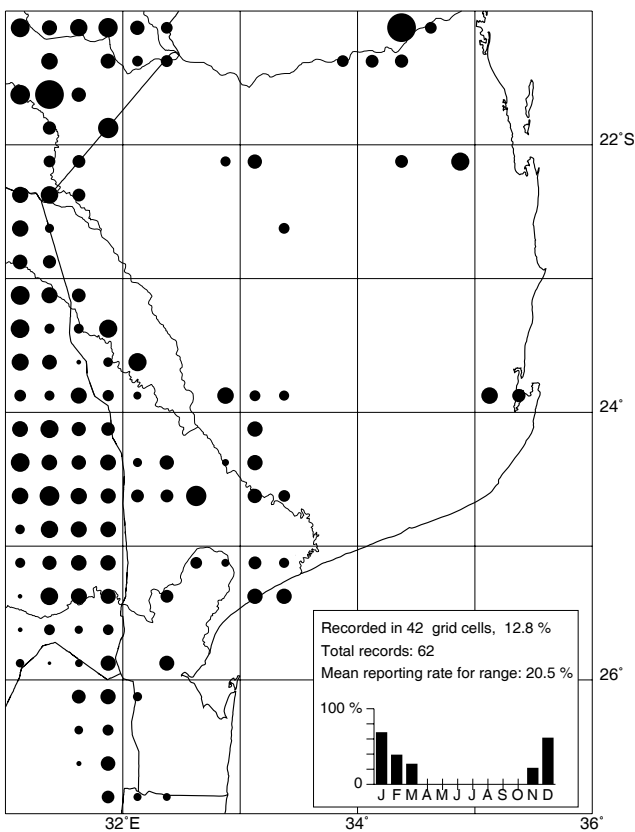 22˚S
24˚
Recorded in 42 grid cells, 12.8 %
Total records: 62
Mean reporting rate for range: 20.5 %
26˚
100 %
0
J F M A M J J A S O N D
32˚E
34
36˚